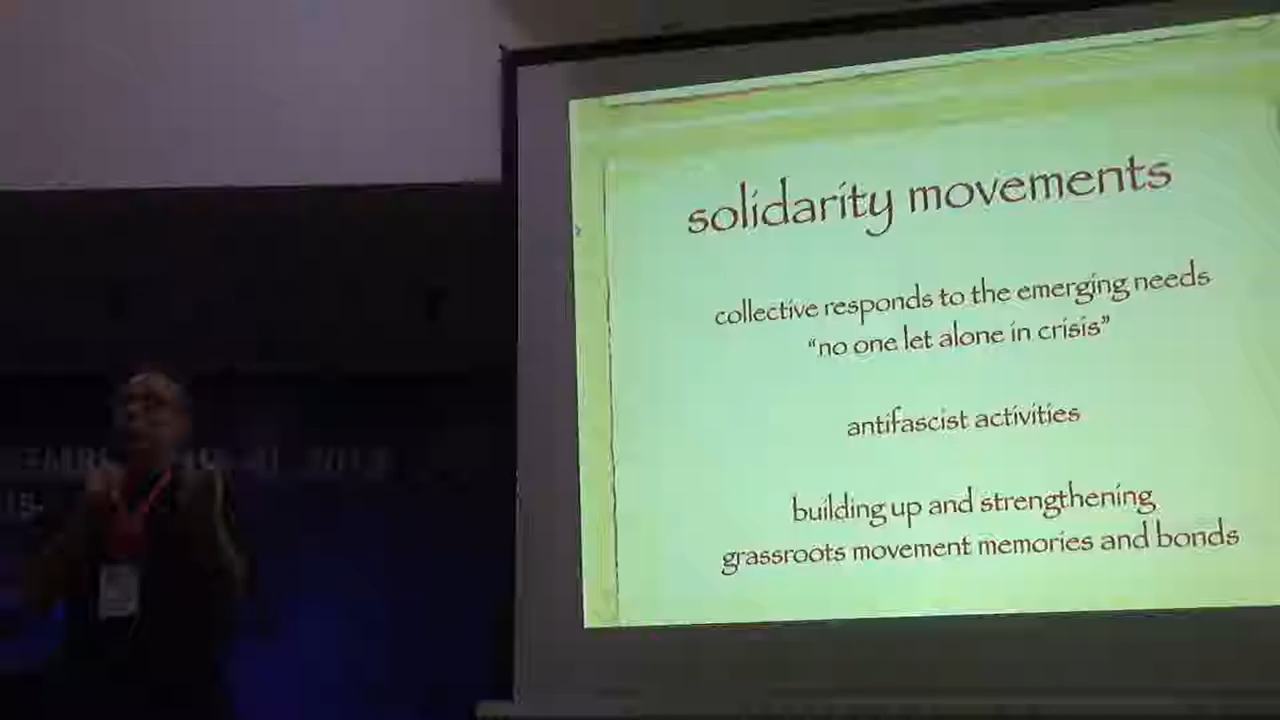 solidarity movements
collective responds to the emerging needs
“no one let alone in crisis”
antifascist activities
building up and strengthening
grassroots movement memories and bonds